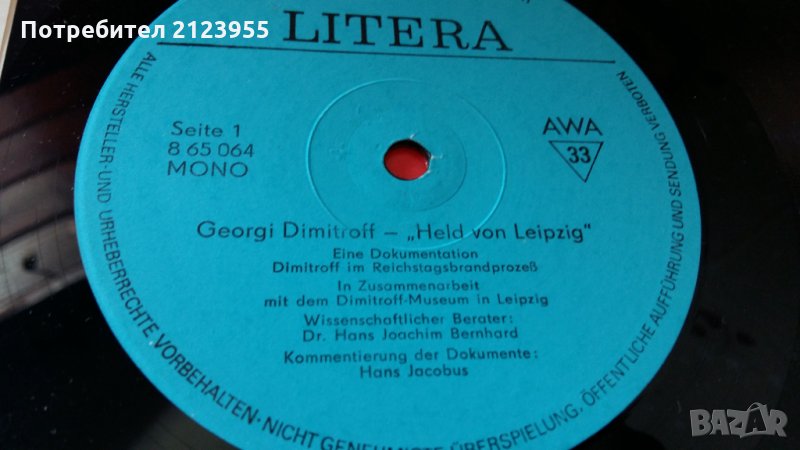 Потребител 2123955
LITERA
Seite 1
8 65 064
MONO
AWA
33
Georgi Dimitroff – „Held von Leipzig“
Eine Dokumentation
Dimitroff im Reichstagsbrandprozeß
In Zusammenarbeit
mit dem Dimitroff-Museum in Leipzig
Wissenschaftlicher Berater:
Dr. Hans Joachim Bernhard
Kommentierung der Dokumente:
Hans Jacobus
ALLE HERSTELLER-UND URHEBERRECHTE VORBEHALTEN·NICHT GENEHMIGTE ÜBERSPIELUNG, ÖFFENTLICHE AUFFÜHRUNG UND SENDUNG VERBOTEN
BAZAR